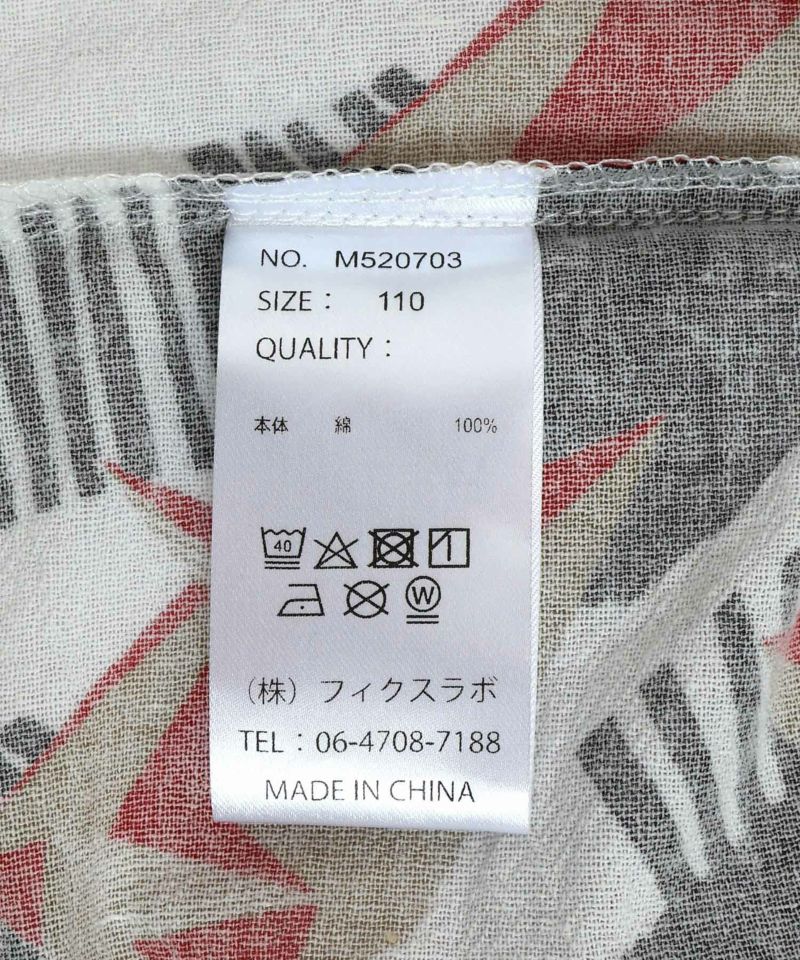 NO. M520703
SIZE： 110
QUALITY：
本体 綿 100%
40
W
（株）フィクスラボ
TEL：06-4708-7188
MADE IN CHINA